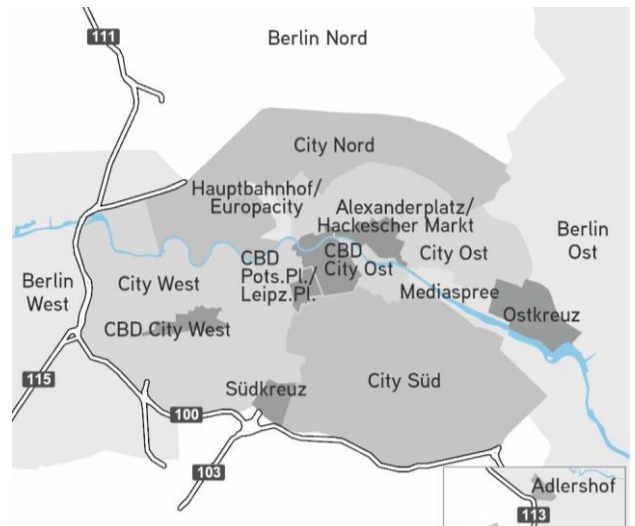 111
Berlin Nord
City Nord
Hauptbahnhof/
Europacity
Alexanderplatz/
Hackescher Markt
Berlin
Ost
City Ost
CBD
Pots.Pl./
Leipz.Pl.
CBD
City Ost
Berlin
West
City West
Mediaspree
CBD City West
Ostkreuz
115
Südkreuz
City Süd
100
103
Adlershof
113